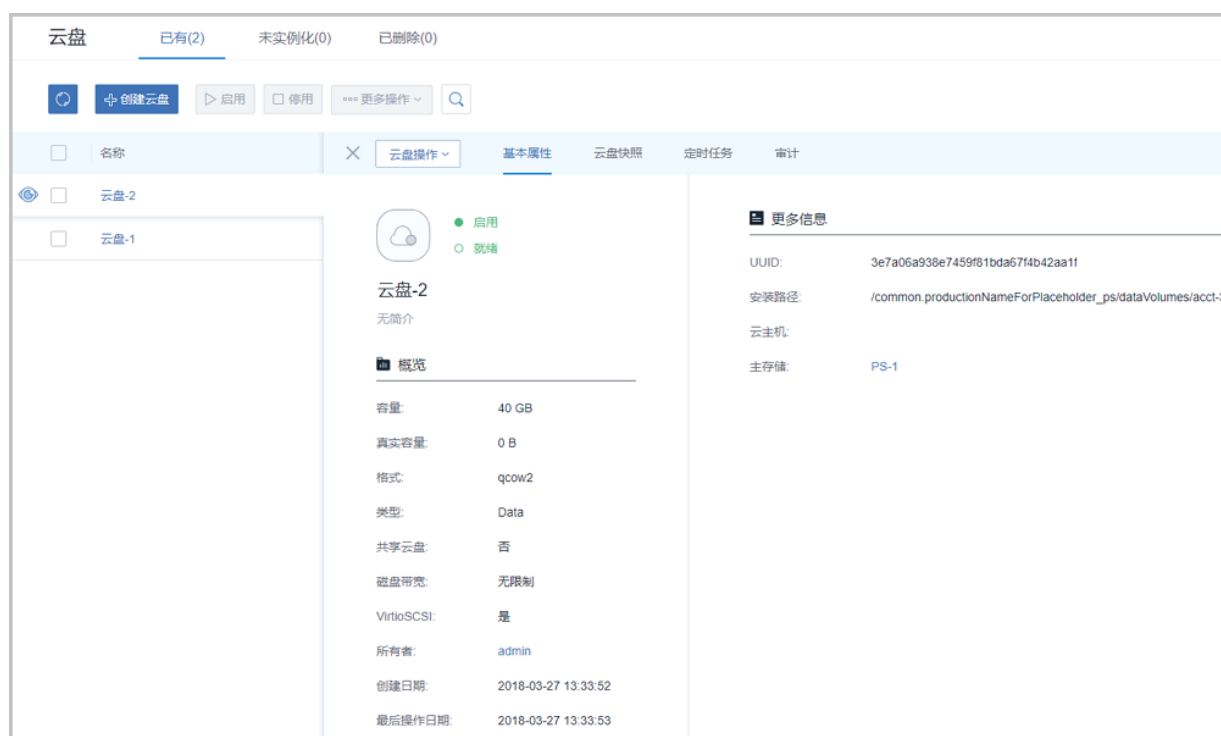 云盘 已有(2) 未实例化(0) 已删除(0)
创建云盘 启用 停用 更多操作
名称 云盘操作 基本属性 云盘快照 定时任务 审计
云盘-2
云盘-1
启用
就绪
云盘-2
无简介
概览
容量: 40 GB
真实容量: 0 B
格式: qcow2
类型: Data
共享云盘: 否
磁盘带宽: 无限制
VirtioSCSI: 是
所有者: admin
创建日期: 2018-03-27 13:33:52
最后操作日期: 2018-03-27 13:33:53
更多信息
UUID: 3e7a06a938e7459f81bda67f4b42aa1f
安装路径: /common.productionNameForPlaceholder_ps/dataVolumes/acct-
云主机:
主存储: PS-1